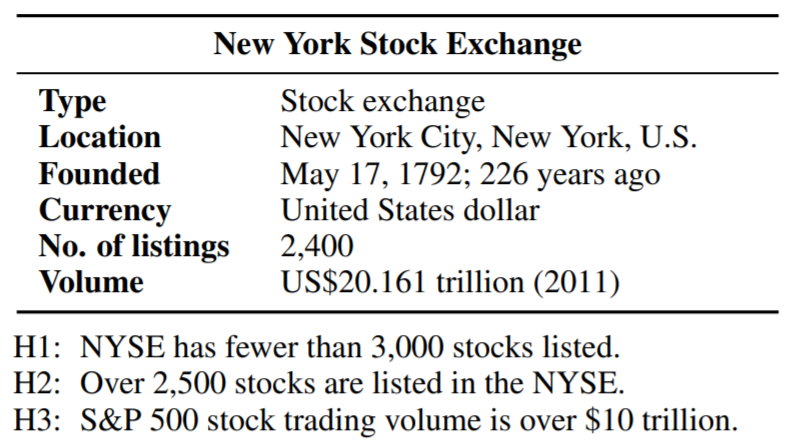 New York Stock Exchange
Type Stock exchange
Location New York City, New York, U.S.
Founded May 17, 1792; 226 years ago
Currency United States dollar
No. of listings 2,400
Volume US$20.161 trillion (2011)
H1: NYSE has fewer than 3,000 stocks listed.
H2: Over 2,500 stocks are listed in the NYSE.
H3: S&P 500 stock trading volume is over $10 trillion.